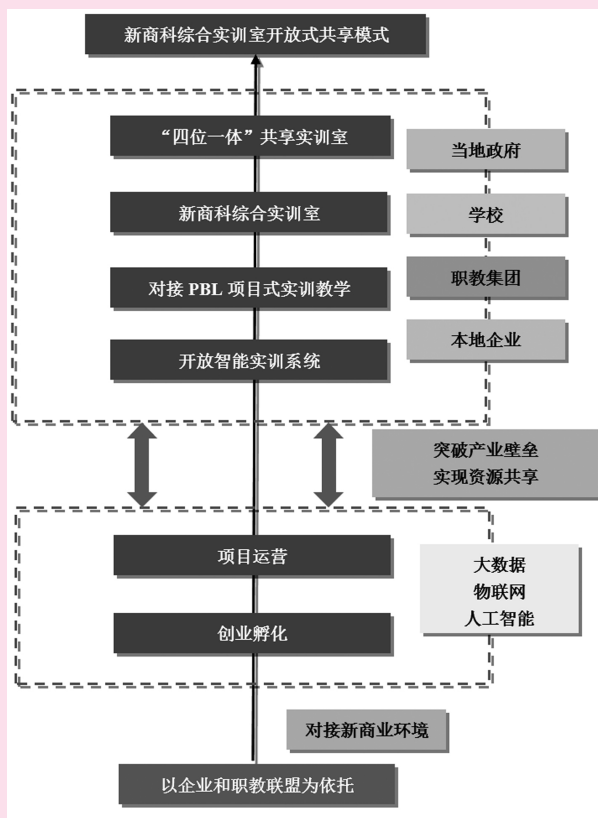 新商科综合实训室开放式共享模式
“四位一体”共享实训室
当地政府
新商科综合实训室
学校
对接 PBL 项目式实训教学
职教集团
本地企业
开放智能实训系统
突破产业壁垒
实现资源共享
项目运营
大数据
物联网
人工智能
创业孵化
对接新商业环境
以企业和职教联盟为依托